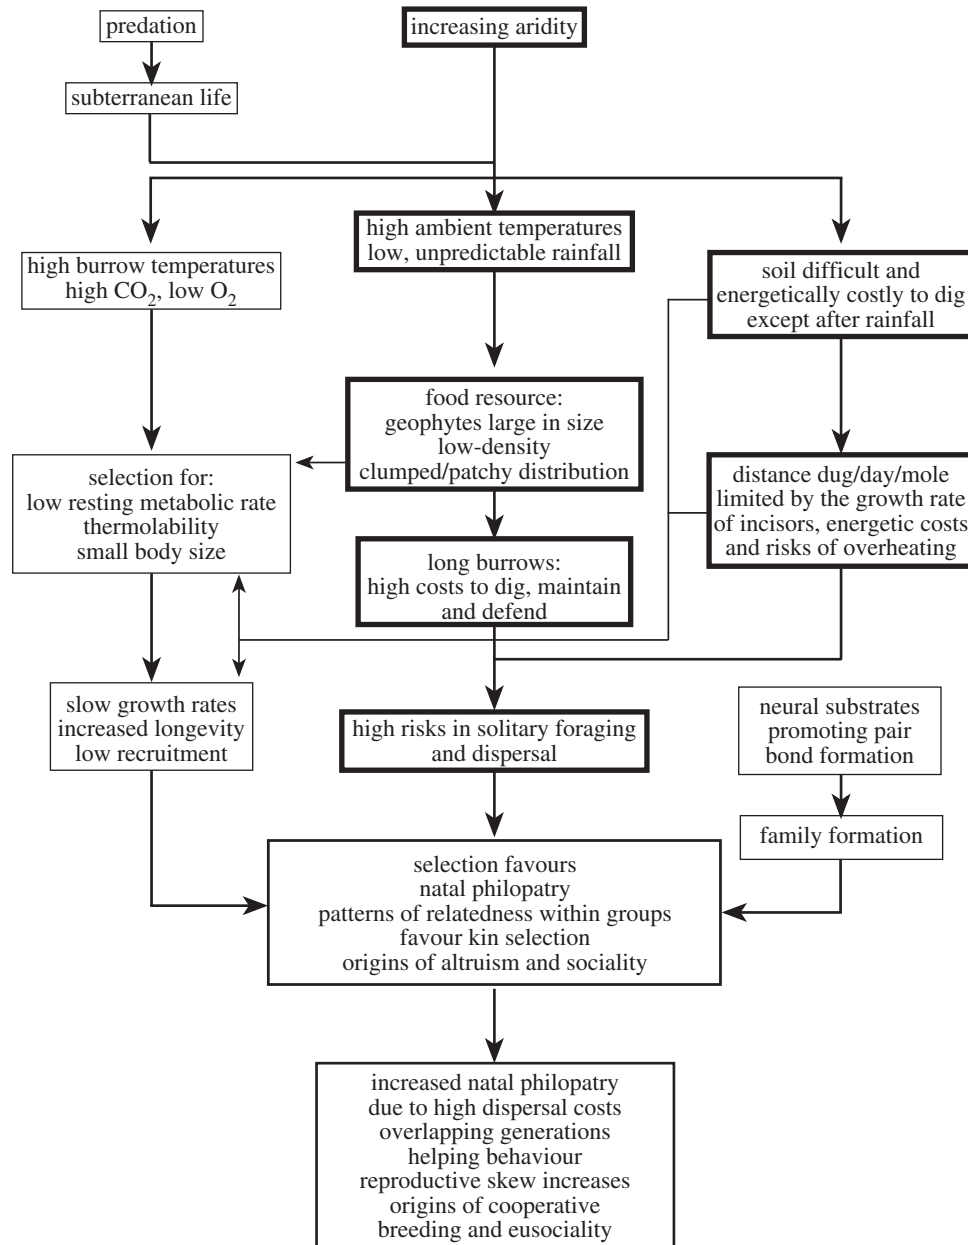 predation
increasing aridity
subterranean life
high ambient temperatures
low, unpredictable rainfall
high burrow temperatures
high CO2, low O2
soil difficult and
energetically costly to dig
except after rainfall
food resource:
geophytes large in size
low-density
clumped/patchy distribution
selection for:
low resting metabolic rate
thermolability
small body size
distance dug/day/mole
limited by the growth rate
of incisors, energetic costs
and risks of overheating
long burrows:
high costs to dig, maintain
and defend
slow growth rates
increased longevity
low recruitment
high risks in solitary foraging
and dispersal
neural substrates
promoting pair
bond formation
family formation
selection favours
natal philopatry
patterns of relatedness within groups
favour kin selection
origins of altruism and sociality
increased natal philopatry
due to high dispersal costs
overlapping generations
helping behaviour
reproductive skew increases
origins of cooperative
breeding and eusociality